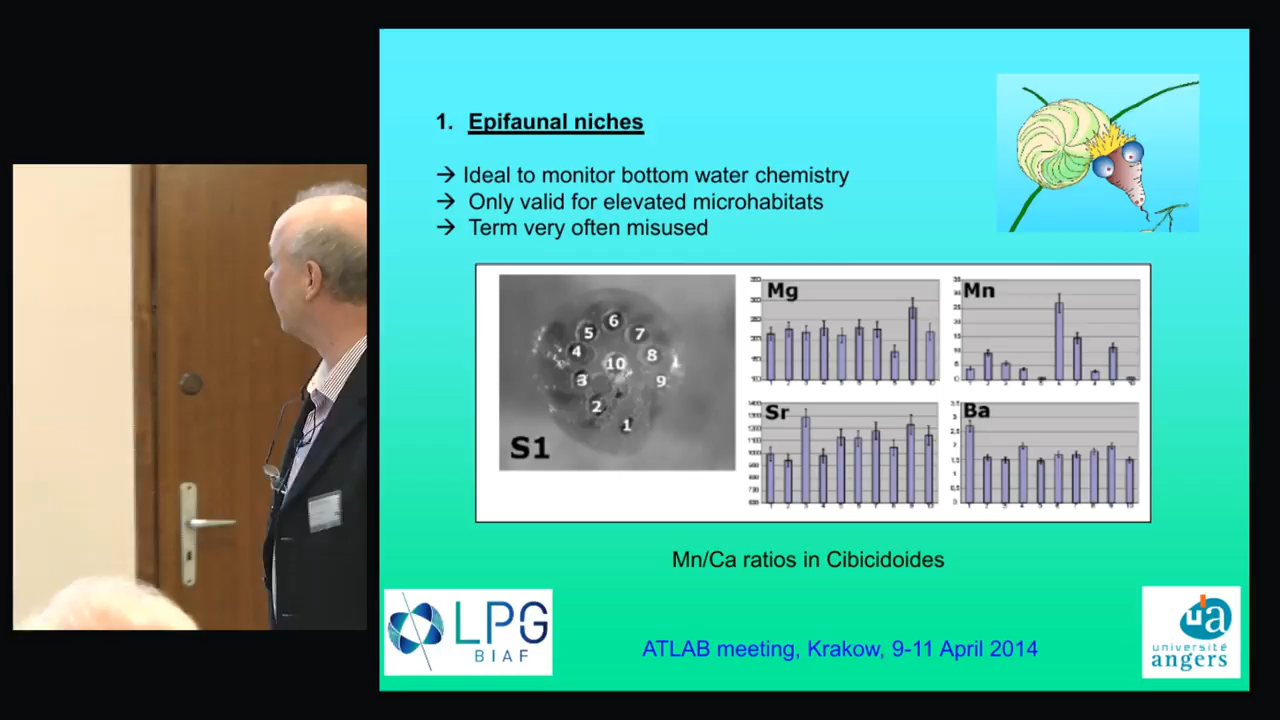 1. Epifaunal niches
→ Ideal to monitor bottom water chemistry
→ Only valid for elevated microhabitats
→ Term very often misused
S1
1
2
3
4
5
6
7
8
9
10
Mg
Mn
Sr
Ba
Mn/Ca ratios in Cibicidoides
LPG
BIAF
ATLAB meeting, Krakow, 9-11 April 2014
ua
université
angers